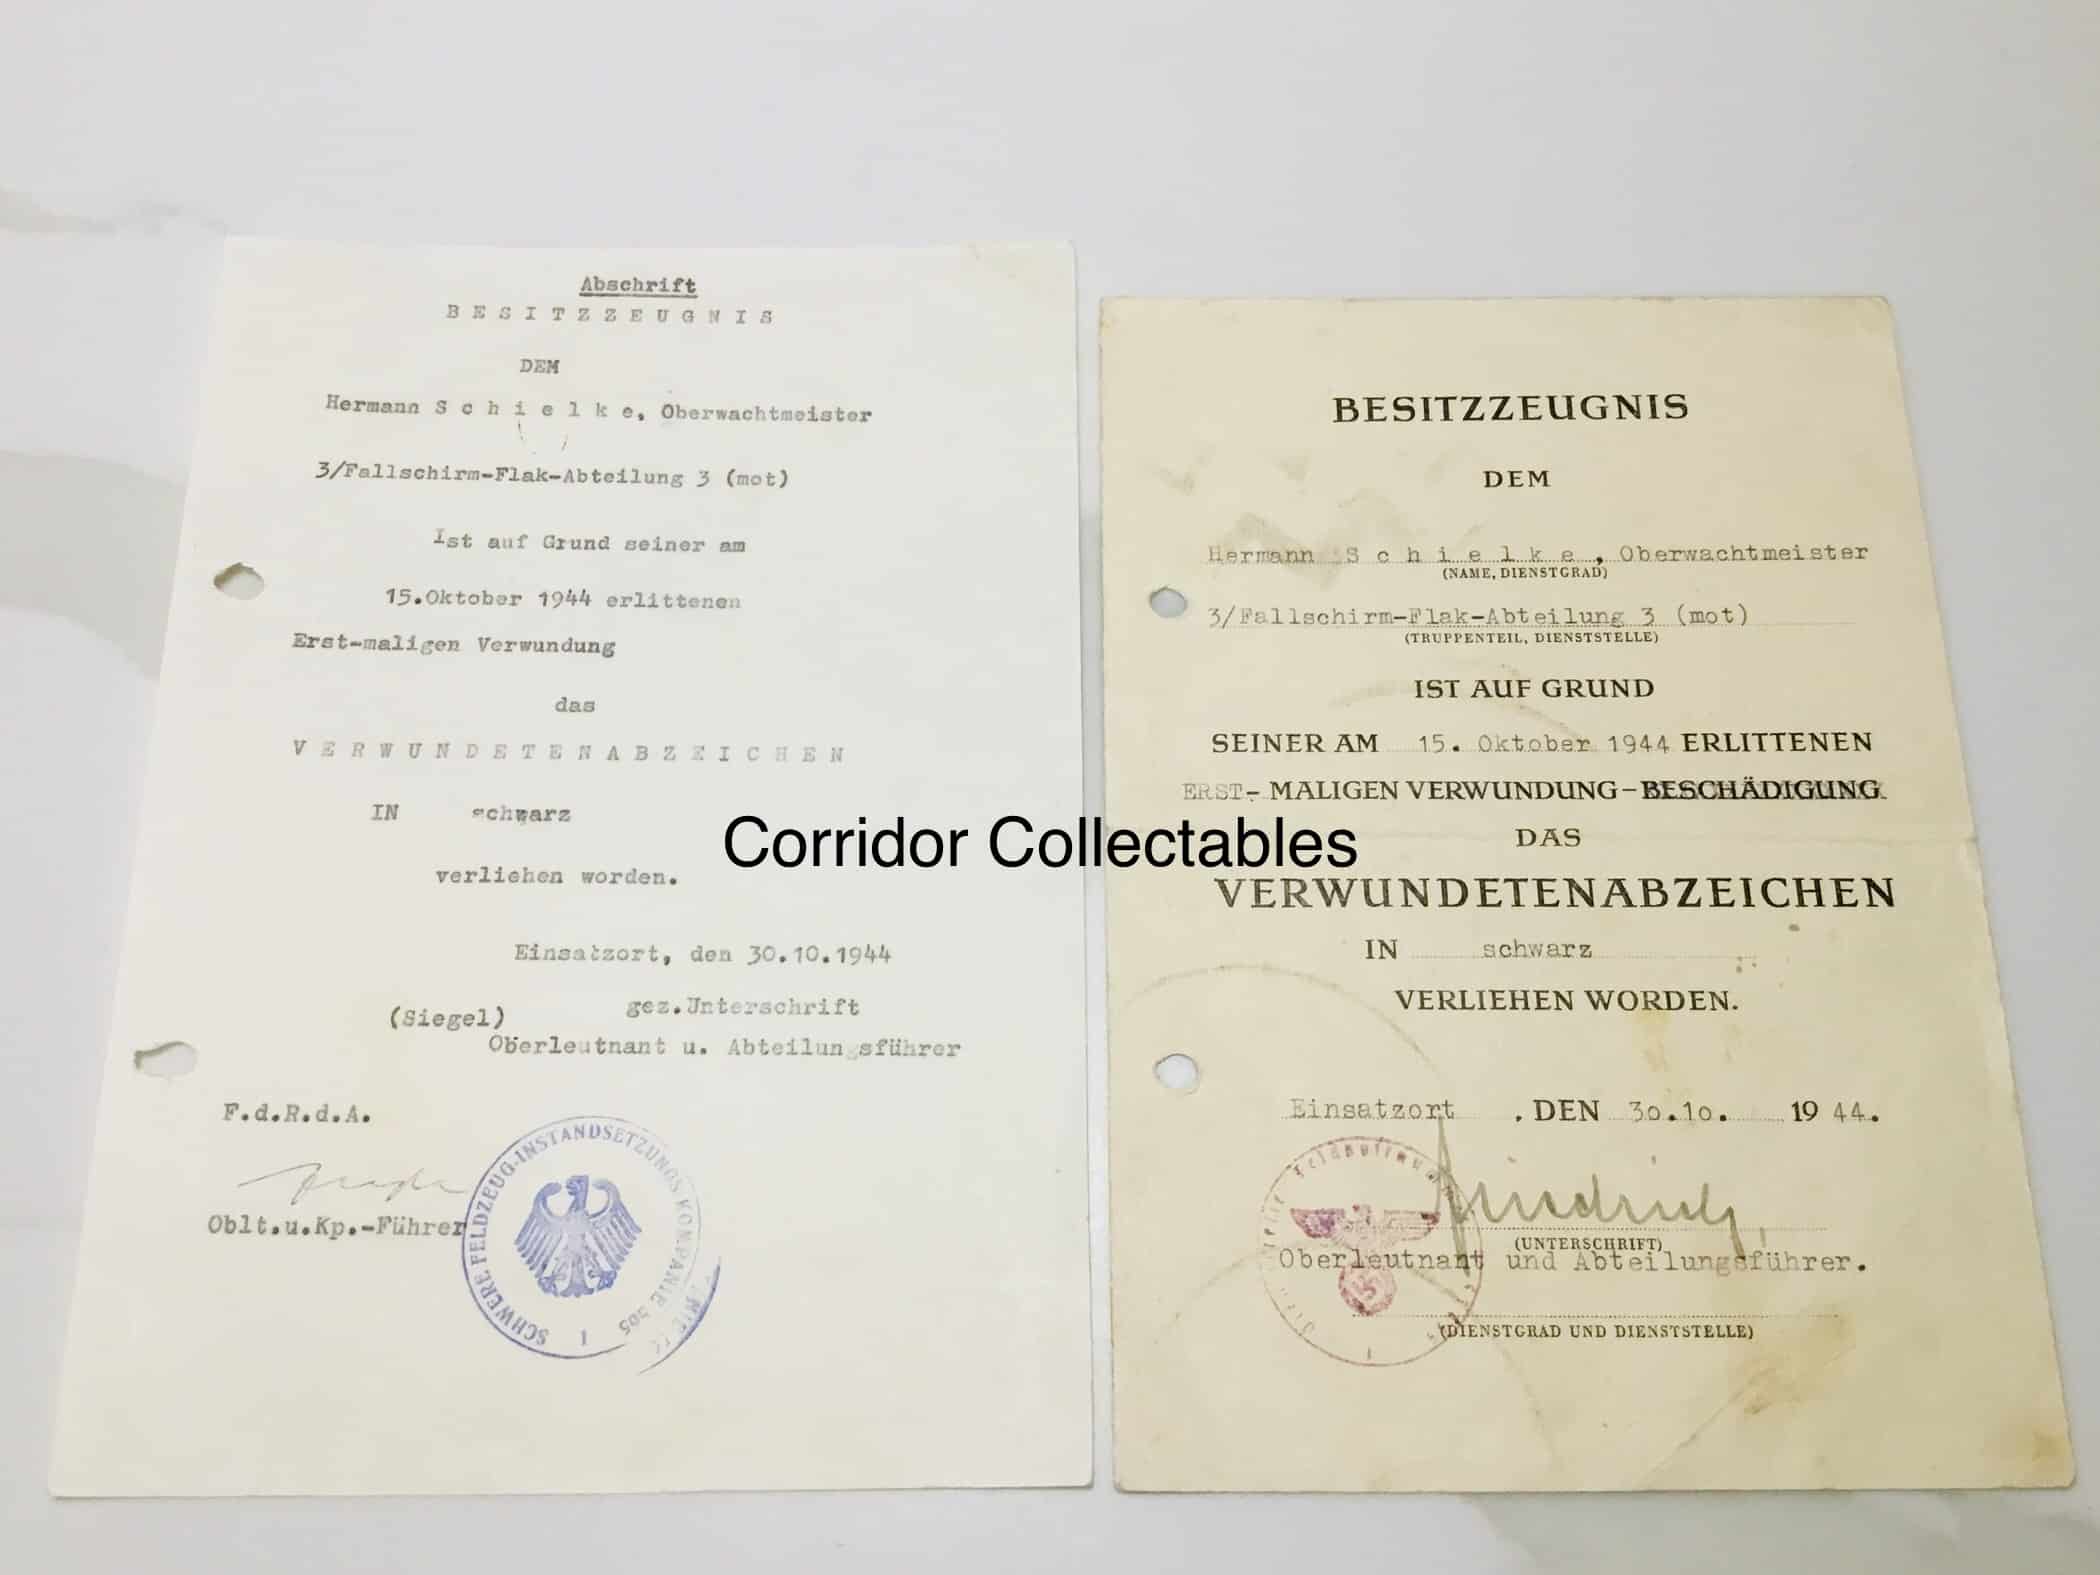 Abschrift
BESITZZEUGNIS
DEM
Hermann Schielke, Oberwachtmeister
3/Fallschirm-Flak-Abteilung 3 (mot)
Ist auf Grund seiner am
15.Oktober 1944 erlittenen
Erst-maligen Verwundung
das
VERWUNDETENABZEICHEN
IN schwarz
verliehen worden.
Einsatzort, den 30.10.1944
(Siegel) gez.Unterschrift
Oberleutnant u. Abteilungsführer
F.d.R.d.A.
Oblt.u.Kp.-Führer
SCHWERE FELDZEUG-INSTANDSETZUNGSKOMPANIE 505
1
BESITZZEUGNIS
DEM
Hermann Schielke, Oberwachtmeister
(NAME, DIENSTGRAD)
3/Fallschirm-Flak-Abteilung 3 (mot)
(TRUPPENTEIL, DIENSTSTELLE)
IST AUF GRUND
SEINER AM 15. Oktober 1944 ERLITTENEN
ERST- MALIGEN VERWUNDUNG-BESCHÄDIGUNG
DAS
VERWUNDETENABZEICHEN
IN schwarz
VERLIEHEN WORDEN.
Einsatzort, DEN 30.10. 1944.
(UNTERSCHRIFT)
Oberleutnant und Abteilungsführer.
(DIENSTGRAD UND DIENSTSTELLE)
Corridor Collectables